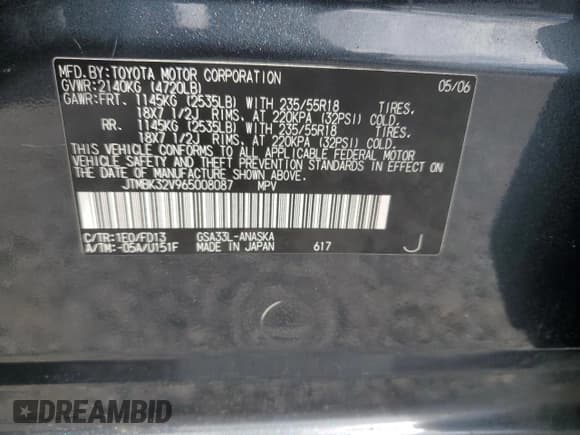 MFD.BY:TOYOTA MOTOR CORPORATION 05/06
GVWR:2140KG (4720LB)
GAWR:FRT. 1145KG (2535LB) WITH 235/55R18 TIRES,
18X7 1/2J RIMS, AT 220KPA (32PSI) COLD.
RR. 1145KG (2535LB) WITH 235/55R18 TIRES,
18X7 1/2J RIMS, AT 220KPA (32PSI) COLD.
THIS VEHICLE CONFORMS TO ALL APPLICABLE FEDERAL MOTOR
VEHICLE SAFETY AND THEFT PREVENTION STANDARDS IN EFFECT ON
THE DATE OF MANUFACTURE SHOWN ABOVE.
JTMBK32V965008087 MPV
C/TR:1E0/FD13 GSA33L-ANASKA
A/TM:-05A/U151F MADE IN JAPAN 617 J
DREAMBID